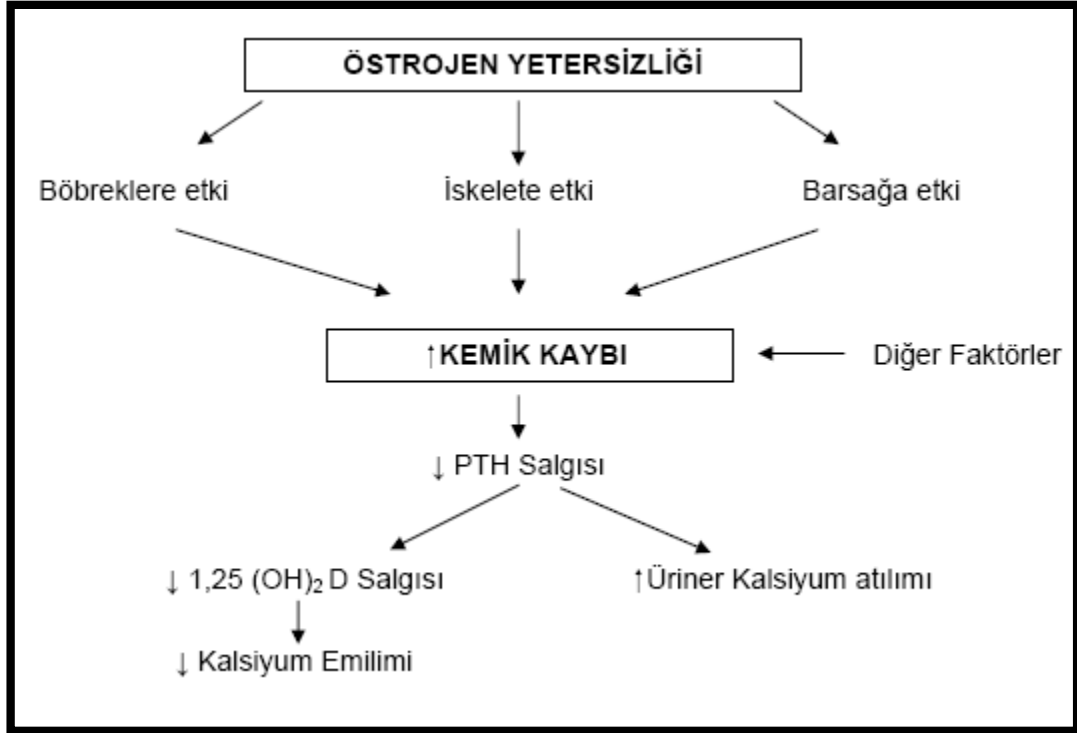 ÖSTROJEN YETERSİZLİĞİ
Böbreklere etki
İskelete etki
Barsağa etki
↑KEMİK KAYBI
Diğer Faktörler
↓ PTH Salgısı
↓ 1,25 (OH)₂ D Salgısı
↑Üriner Kalsiyum atılımı
↓ Kalsiyum Emilimi